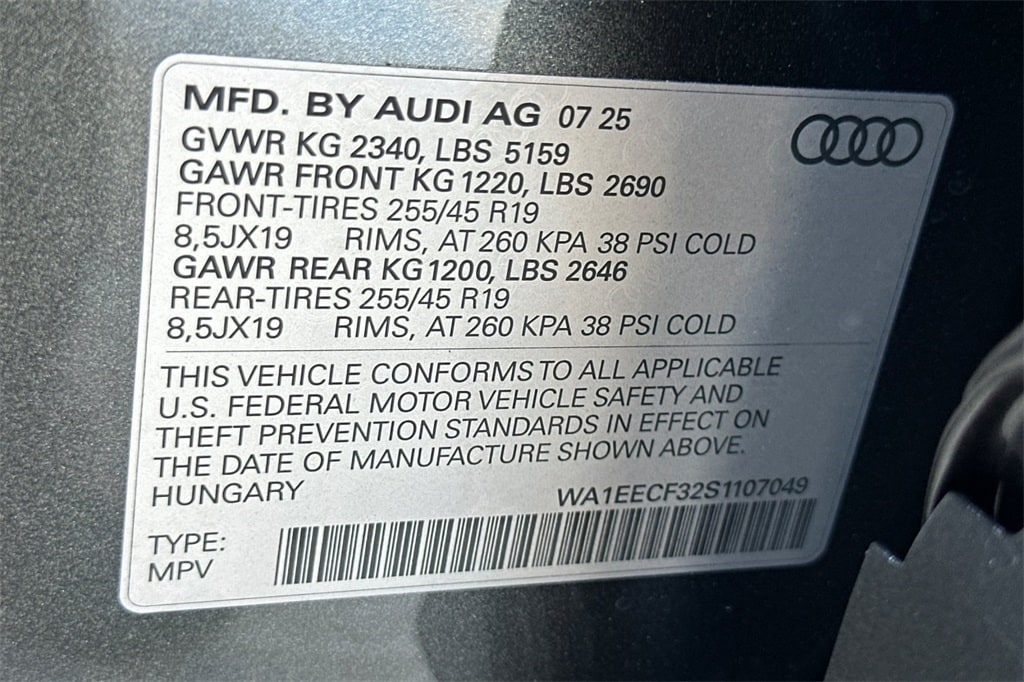 MFD. BY AUDI AG 07 25
GVWR KG 2340, LBS 5159
GAWR FRONT KG 1220, LBS 2690
FRONT-TIRES 255/45 R19
8,5JX19 RIMS, AT 260 KPA 38 PSI COLD
GAWR REAR KG 1200, LBS 2646
REAR-TIRES 255/45 R19
8,5JX19 RIMS, AT 260 KPA 38 PSI COLD
THIS VEHICLE CONFORMS TO ALL APPLICABLE
U.S. FEDERAL MOTOR VEHICLE SAFETY AND
THEFT PREVENTION STANDARDS IN EFFECT ON
THE DATE OF MANUFACTURE SHOWN ABOVE.
HUNGARY WA1EECF32S1107049
TYPE:
MPV